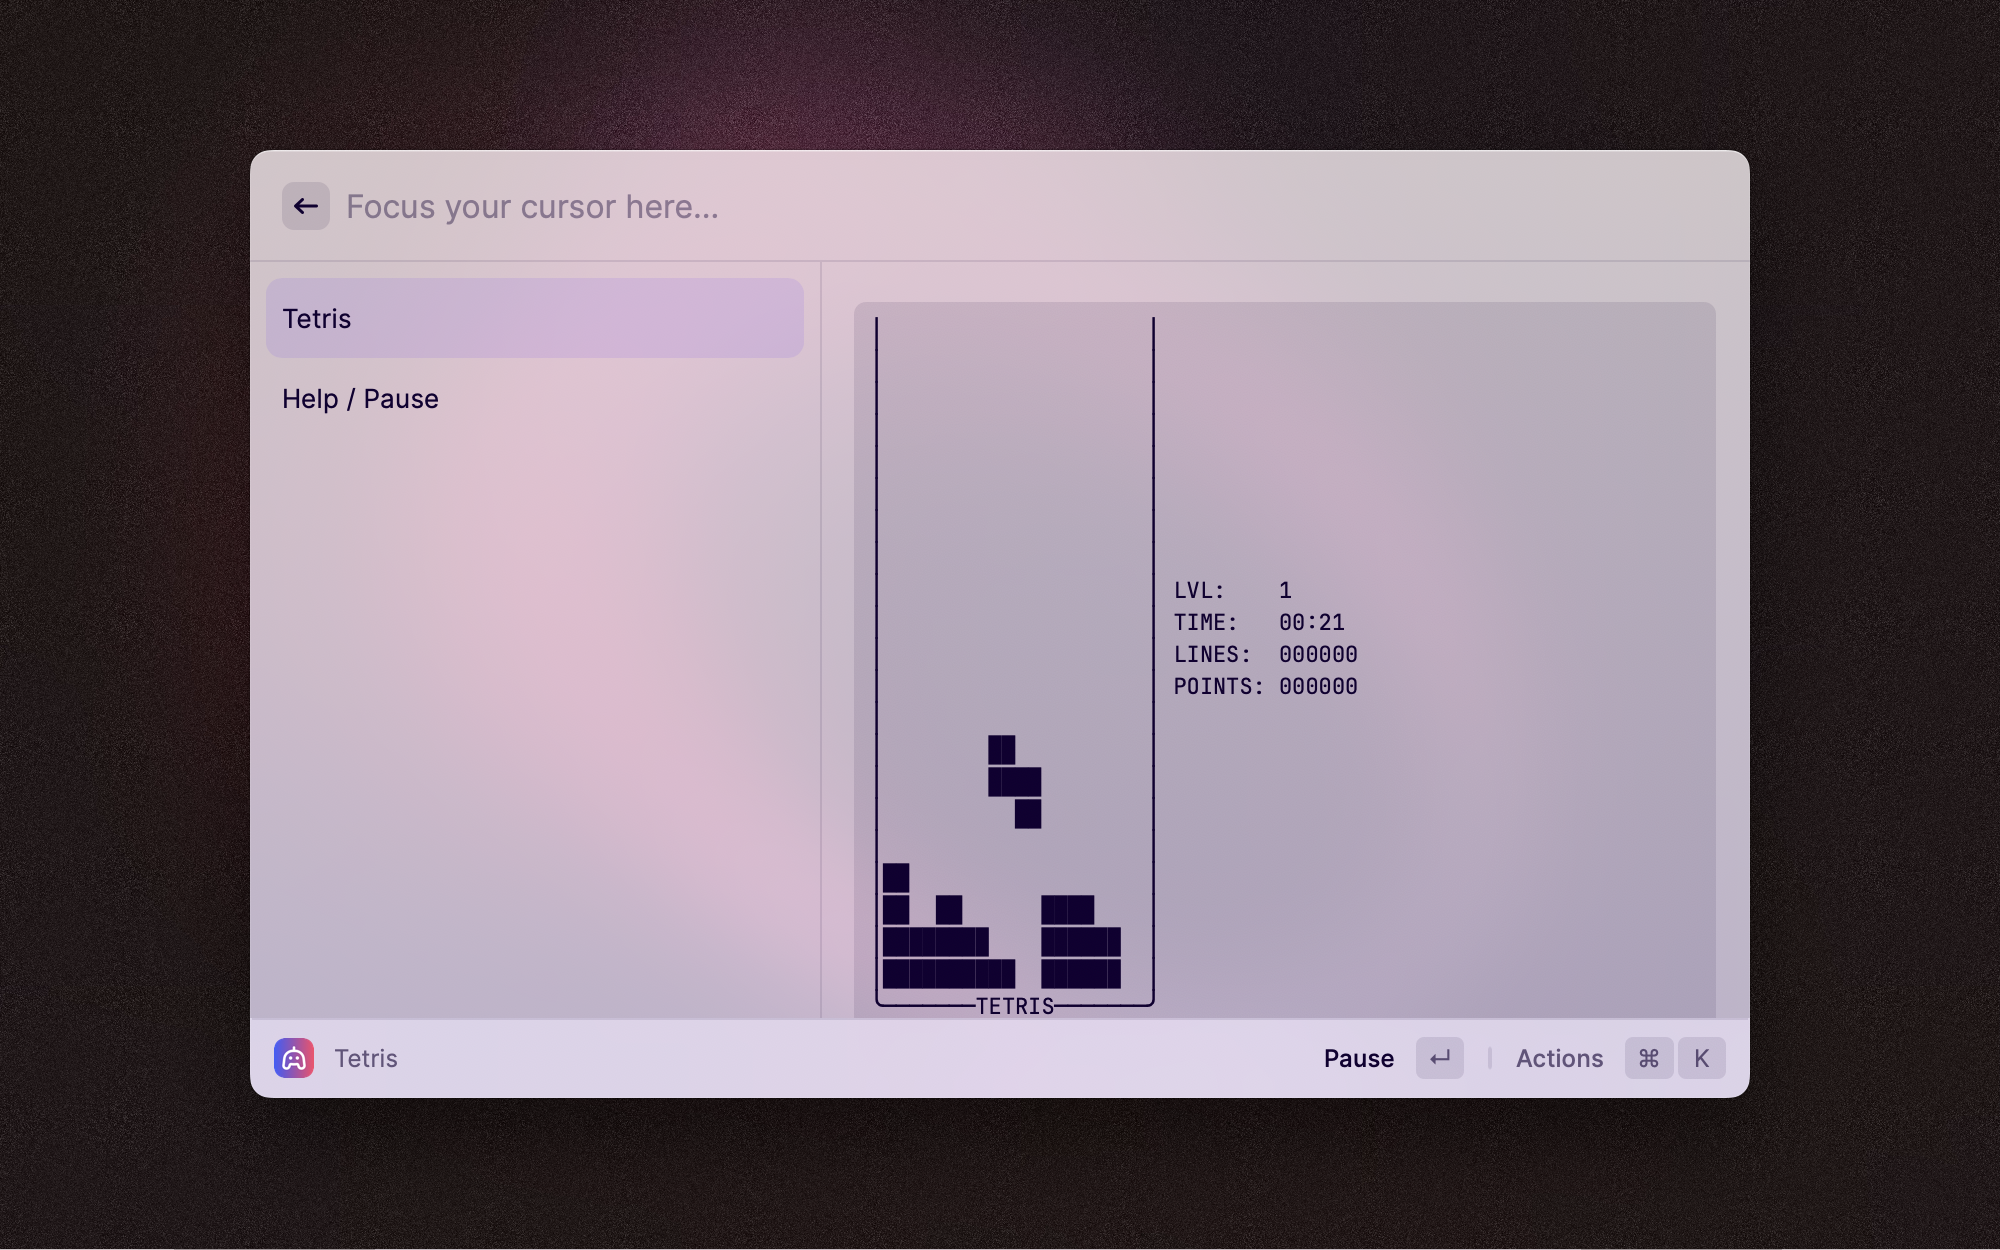 Focus your cursor here...
Tetris
Help / Pause
LVL: 1
TIME: 00:21
LINES: 000000
POINTS: 000000
TETRIS
Tetris
Pause ↵ | Actions ⌘ K